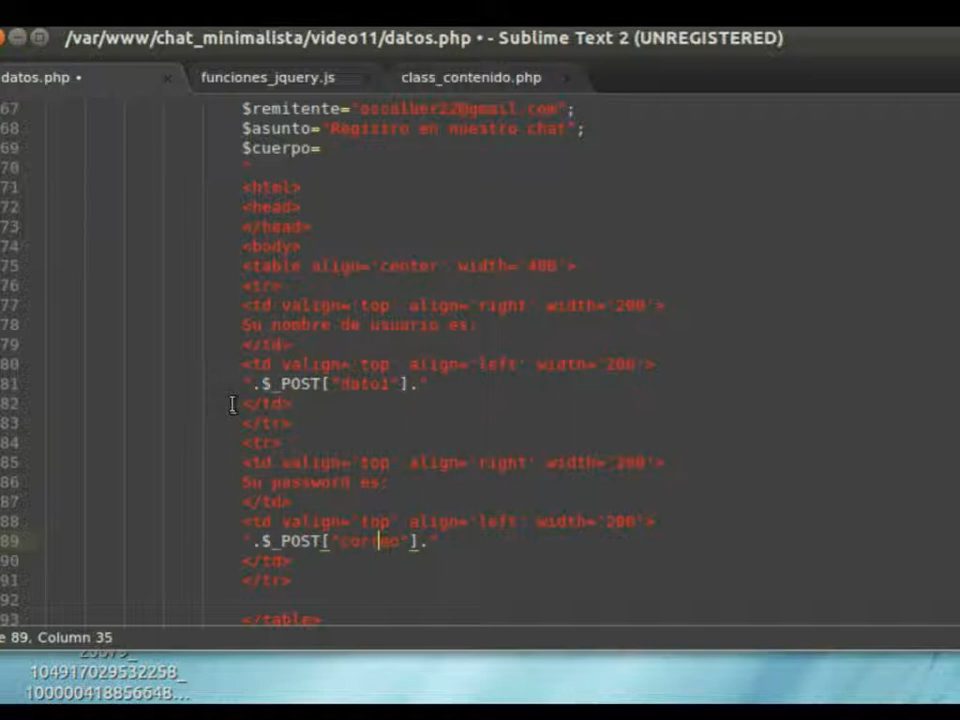 /var/www/chat_minimalista/video11/datos.php • - Sublime Text 2 (UNREGISTERED)
datos.php • × funciones_jquery.js × class_contenido.php ×
67 $remitente="oscalber22@gmail.com";
68 $asunto="Registro en nuestro chat";
69 $cuerpo=
70 "
71 <html>
72 <head>
73 </head>
74 <body>
75 <table align='center' width='400'>
76 <tr>
77 <td valign='top' align='right' width='200'>
78 Su nombre de usuario es:
79 </td>
80 <td valign='top' align='left' width='200'>
81 ".$_POST["dato1"]."
82 </td>
83 </tr>
84 <tr>
85 <td valign='top' align='right' width='200'>
86 Su password es:
87 </td>
88 <td valign='top' align='left' width='200'>
89 ".$_POST["correo"]."
90 </td>
91 </tr>
92
93 </table>
e 89, Column 35
104917029532258_
100000418856648...